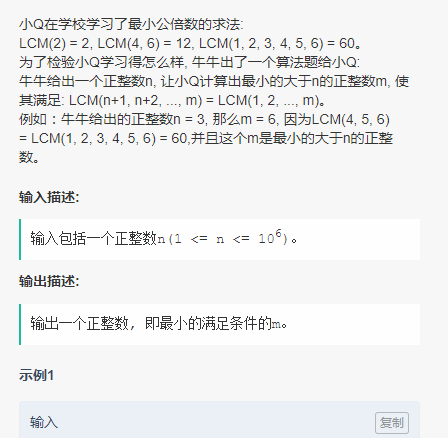 小Q在学校学习了最小公倍数的求法:
LCM(2) = 2, LCM(4, 6) = 12, LCM(1, 2, 3, 4, 5, 6) = 60。
为了检验小Q学习得怎么样, 牛牛出了一个算法题给小Q:
牛牛给出一个正整数n, 让小Q计算出最小的大于n的正整数m, 使
其满足: LCM(n+1, n+2, ..., m) = LCM(1, 2, ..., m)。
例如：牛牛给出的正整数n = 3, 那么m = 6, 因为LCM(4, 5, 6)
= LCM(1, 2, 3, 4, 5, 6) = 60,并且这个m是最小的大于n的正整
数。
输入描述:
输入包括一个正整数n(1 <= n <= 10⁶)。
输出描述:
输出一个正整数, 即最小的满足条件的m。
示例1
输入
复制